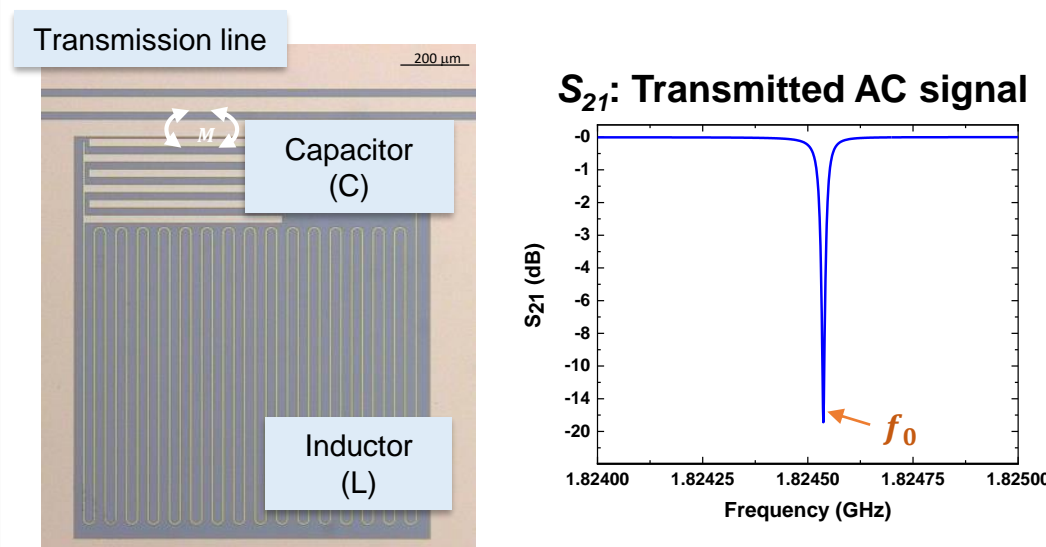 Transmission line
200 μm
M
Capacitor
(C)
Inductor
(L)
S21: Transmitted AC signal
S21 (dB)
-0
-1
-2
-3
-4
-6
-8
-10
-14
-20
f0
1.82400
1.82425
1.82450
1.82475
1.82500
Frequency (GHz)